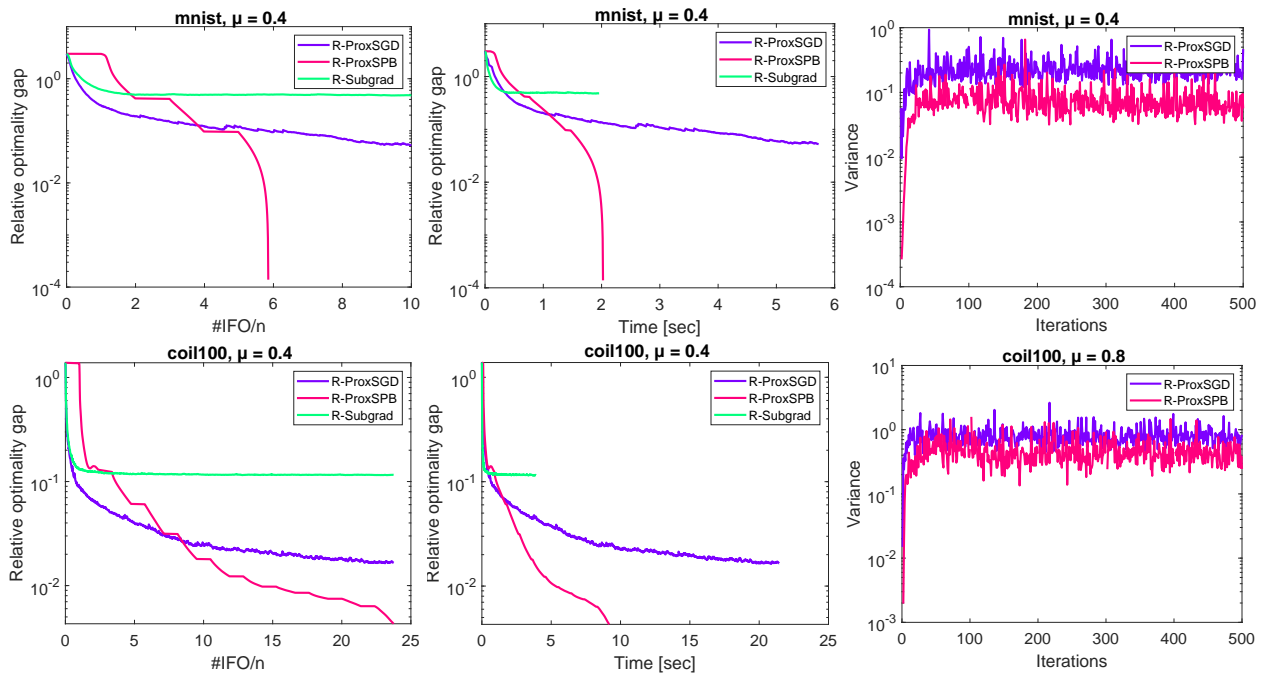 mnist, μ = 0.4
Relative optimality gap
10^0
10^-2
10^-4
0 2 4 6 8 10
#IFO/n
R-ProxSGD
R-ProxSPB
R-Subgrad
mnist, μ = 0.4
Relative optimality gap
10^0
10^-2
10^-4
0 1 2 3 4 5 6
Time [sec]
R-ProxSGD
R-ProxSPB
R-Subgrad
mnist, μ = 0.4
Variance
10^0
10^-1
10^-2
10^-3
10^-4
0 100 200 300 400 500
Iterations
R-ProxSGD
R-ProxSPB
coil100, μ = 0.4
Relative optimality gap
10^0
10^-1
10^-2
0 5 10 15 20 25
#IFO/n
R-ProxSGD
R-ProxSPB
R-Subgrad
coil100, μ = 0.4
Relative optimality gap
10^0
10^-1
10^-2
0 5 10 15 20 25
Time [sec]
R-ProxSGD
R-ProxSPB
R-Subgrad
coil100, μ = 0.8
Variance
10^1
10^0
10^-1
10^-2
10^-3
0 100 200 300 400 500
Iterations
R-ProxSGD
R-ProxSPB